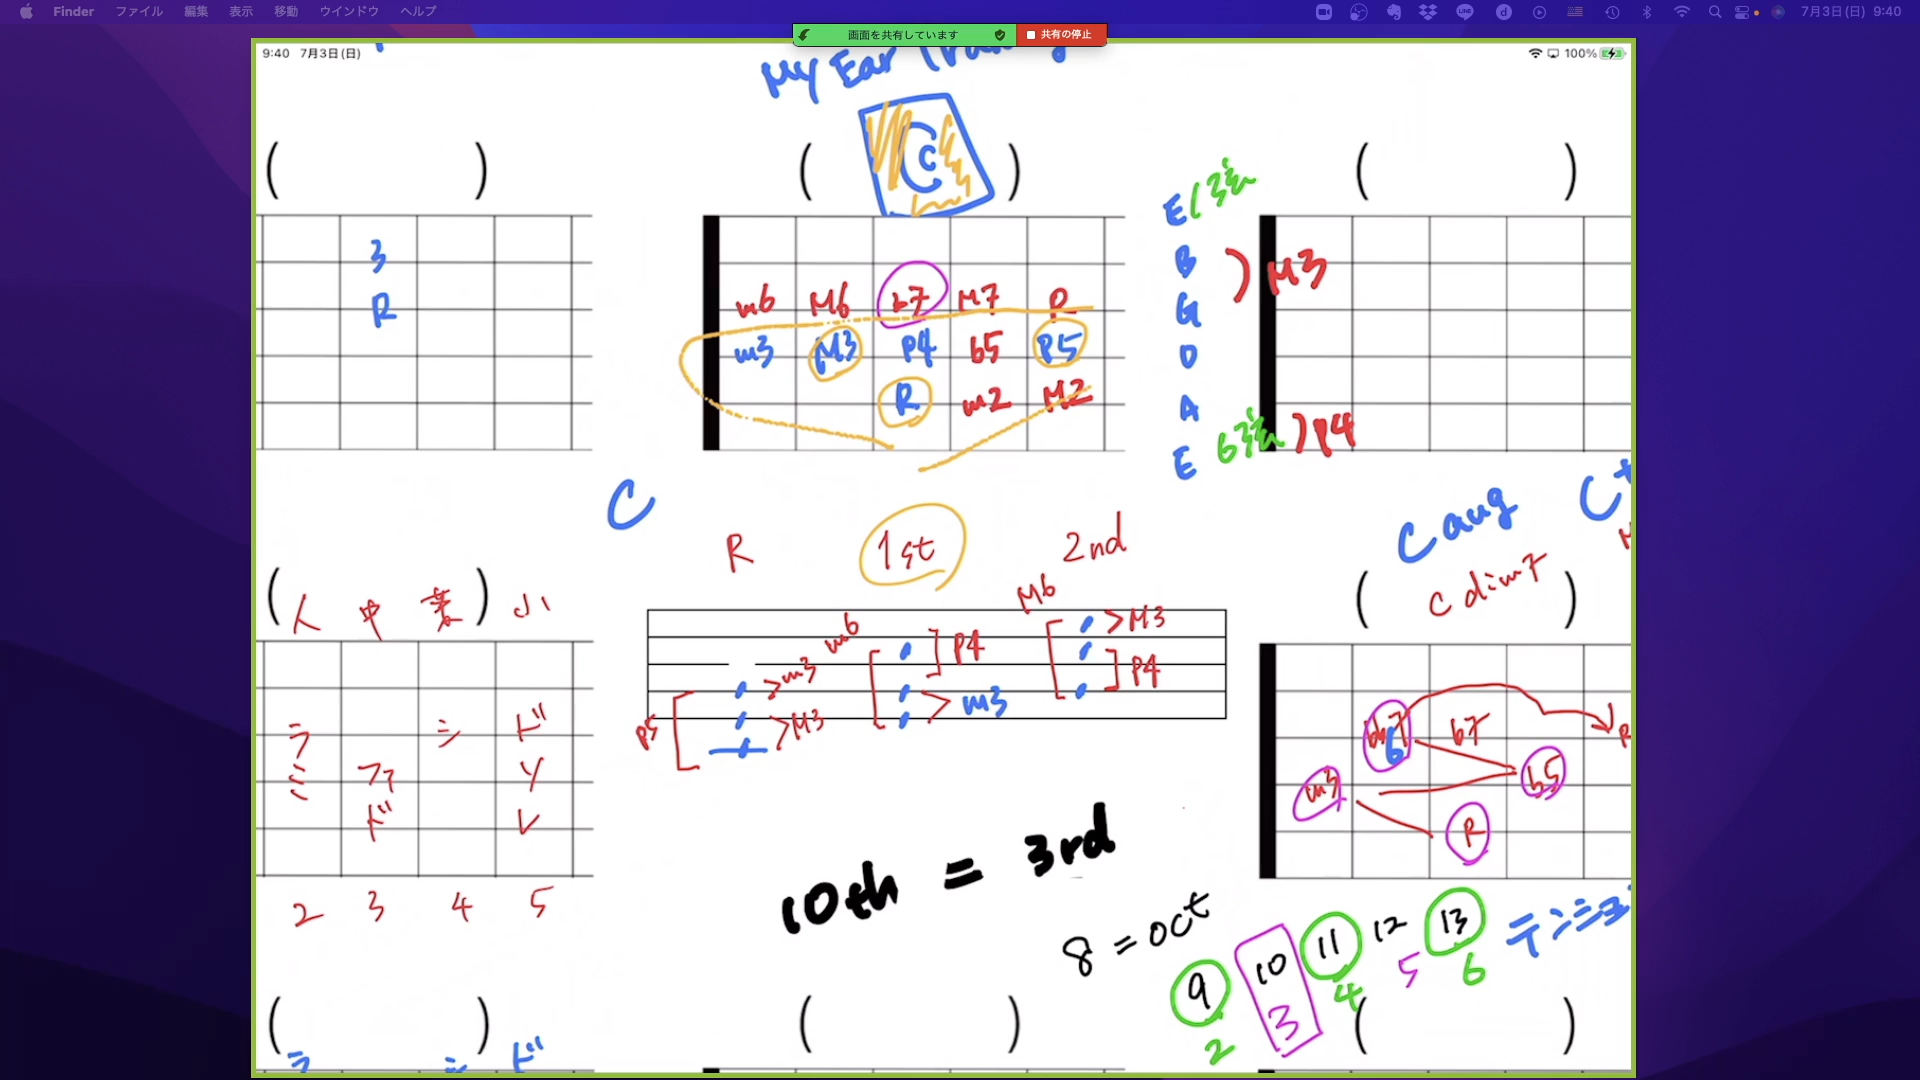 Finder ファイル 編集 表示 移動 ウインドウ ヘルプ
7月3日(日) 9:40
画面を共有しています 共有の停止
9:40 7月3日(日)
100%
My Ear
( ) ( C ) ( )
3
R
m6 M6 b7 M7 P
m3 M3 P4 b5 P5
R m2 M2
E (1弦
B
G
D
A
E 6弦
)M3
)P4
C
R 1st 2nd
C aug C+
(人 中 薬) 小
( C dim7 )
ラ シ ド
ミ ファ ソ
ド レ
2 3 4 5
P5 >m3 >M3
m6 P4 >m3
M6 >M3 P4
6 b7
m3 b5
R
10th = 3rd
8 = oct
9 10 11 12 13 テンショ
2 3 4 5 6
( ) ( ) ( )
ラ シ ド